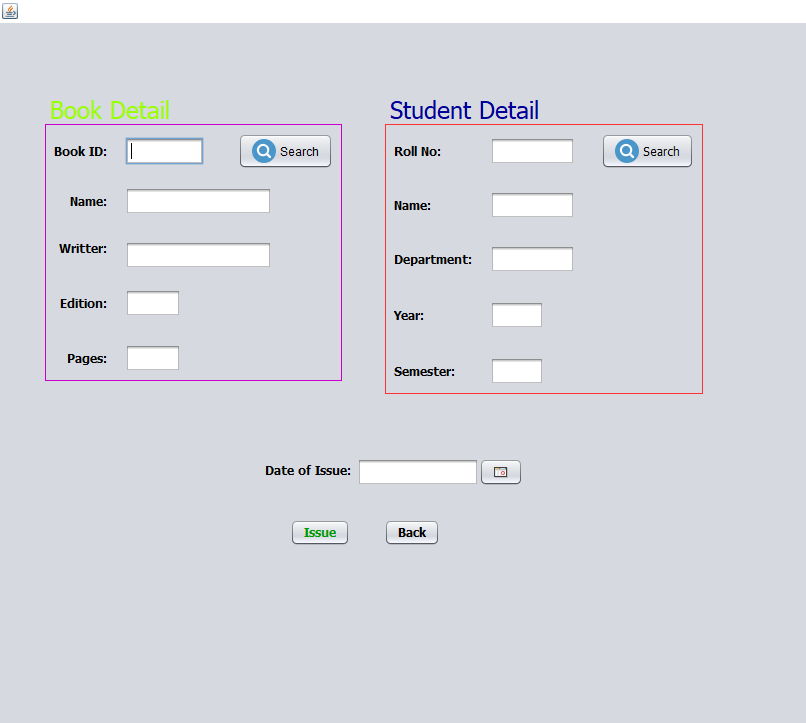 Book Detail
Book ID:
Search
Name:
Writter:
Edition:
Pages:
Student Detail
Roll No:
Search
Name:
Department:
Year:
Semester:
Date of Issue:
Issue
Back